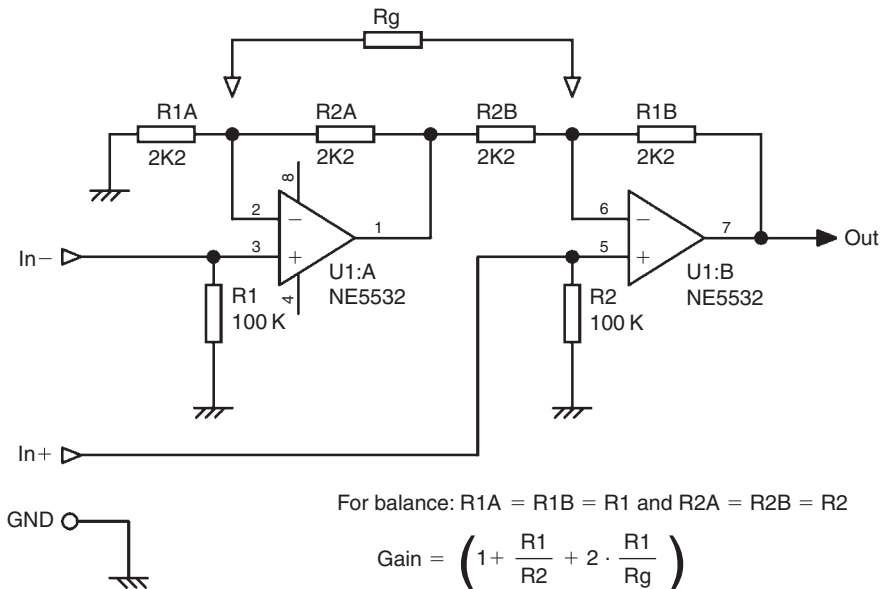 Rg
R1A
R2A
R2B
R1B
2K2
2K2
2K2
2K2
8
2
1
6
7
Out
In−
3
5
4
U1:A
NE5532
U1:B
NE5532
R1
100 K
R2
100 K
In+
For balance: R1A = R1B = R1 and R2A = R2B = R2
GND
Gain = (1+ R1/R2 + 2 · R1/Rg)